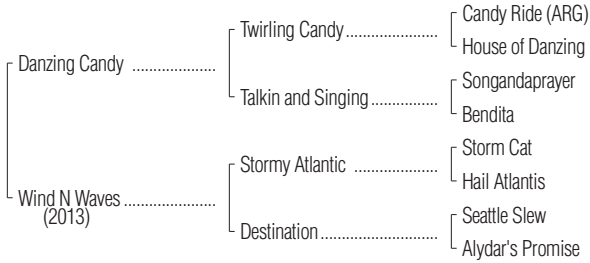 Candy Ride (ARG)
Twirling Candy.....................
House of Danzing
Danzing Candy ...................
Songandaprayer
Talkin and Singing...............
Bendita
Storm Cat
Stormy Atlantic ...................
Hail Atlantis
Wind N Waves.....................
(2013)
Seattle Slew
Destination...........................
Alydar's Promise